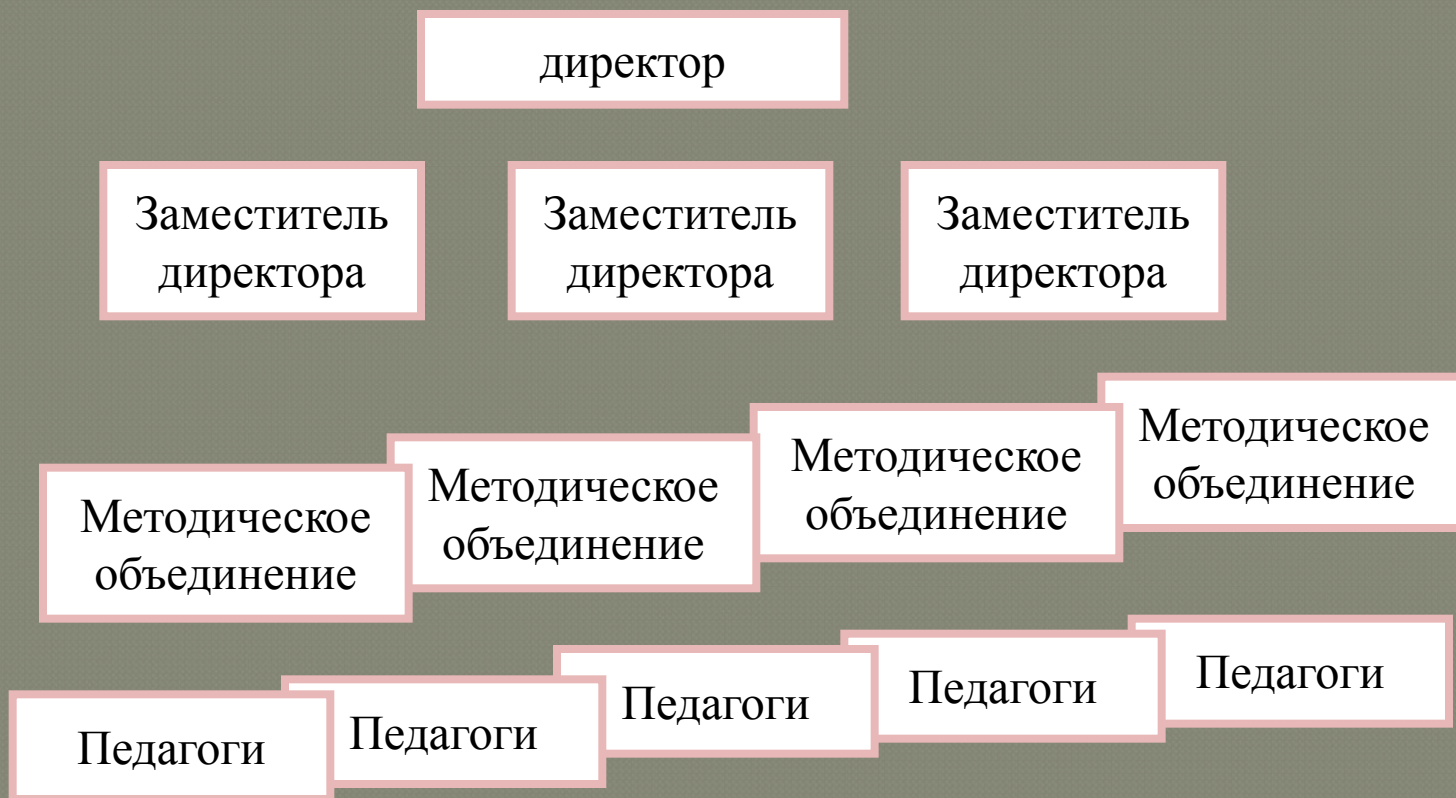 директор
Заместитель
директора
Заместитель
директора
Заместитель
директора
Методическое
объединение
Методическое
объединение
Методическое
объединение
Методическое
объединение
Педагоги
Педагоги
Педагоги
Педагоги
Педагоги